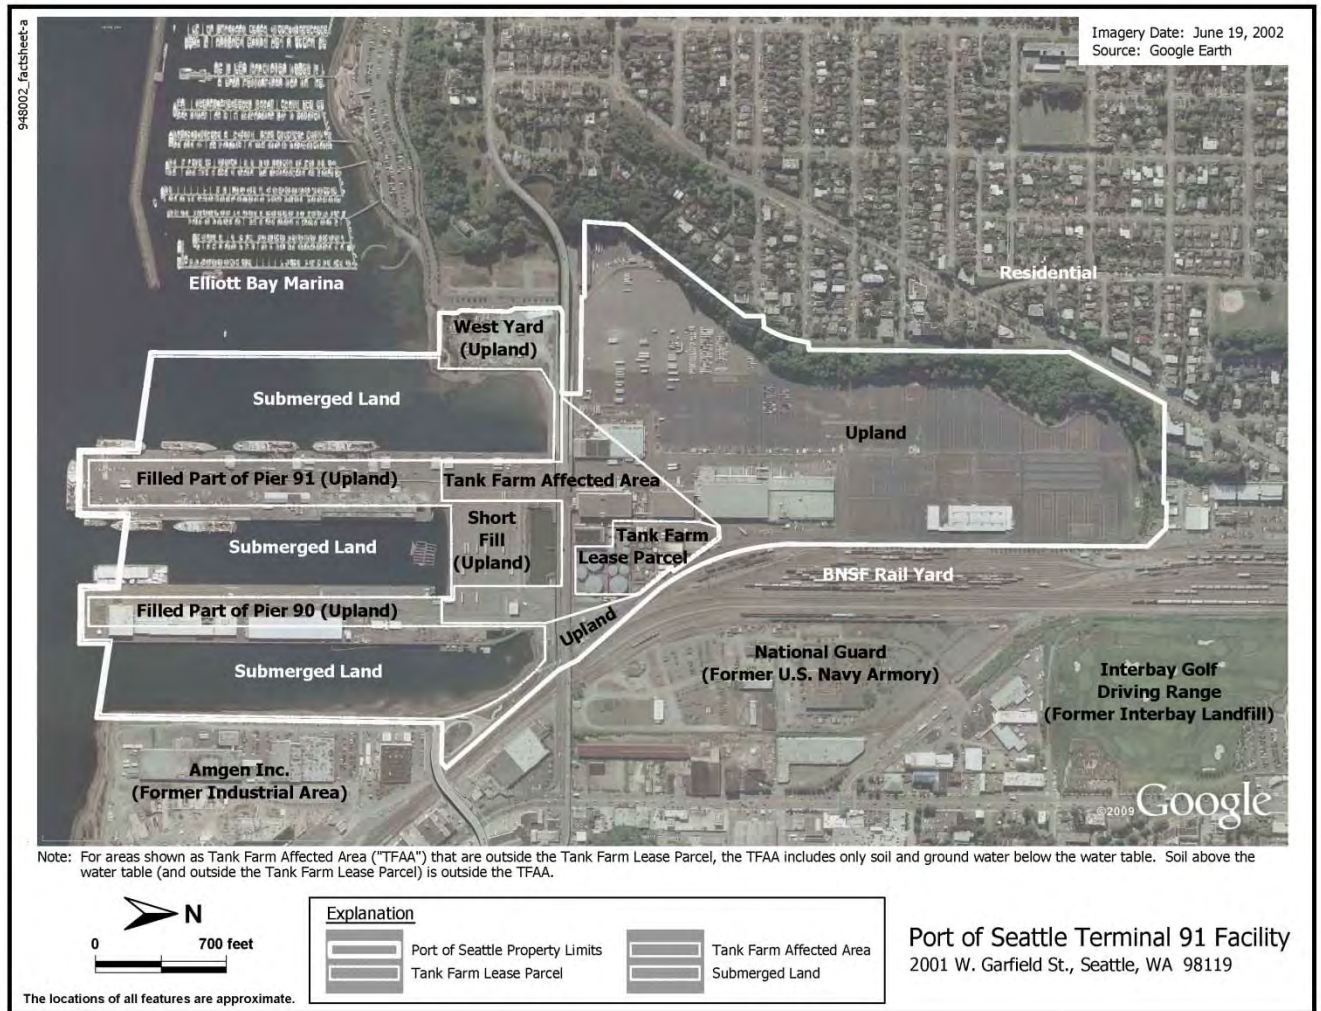 948002_factsheet-a
Imagery Date: June 19, 2002
Source: Google Earth
Elliott Bay Marina
Residential
West Yard
(Upland)
Submerged Land
Upland
Filled Part of Pier 91 (Upland)
Tank Farm Affected Area
Short
Fill
(Upland)
Tank Farm
Lease Parcel
Submerged Land
BNSF Rail Yard
Filled Part of Pier 90 (Upland)
Upland
Submerged Land
National Guard
(Former U.S. Navy Armory)
Interbay Golf
Driving Range
(Former Interbay Landfill)
Amgen Inc.
(Former Industrial Area)
©2009 Google
Note: For areas shown as Tank Farm Affected Area ("TFAA") that are outside the Tank Farm Lease Parcel, the TFAA includes only soil and ground water below the water table. Soil above the
water table (and outside the Tank Farm Lease Parcel) is outside the TFAA.
N
0 700 feet
The locations of all features are approximate.
Explanation
Port of Seattle Property Limits
Tank Farm Lease Parcel
Tank Farm Affected Area
Submerged Land
Port of Seattle Terminal 91 Facility
2001 W. Garfield St., Seattle, WA 98119